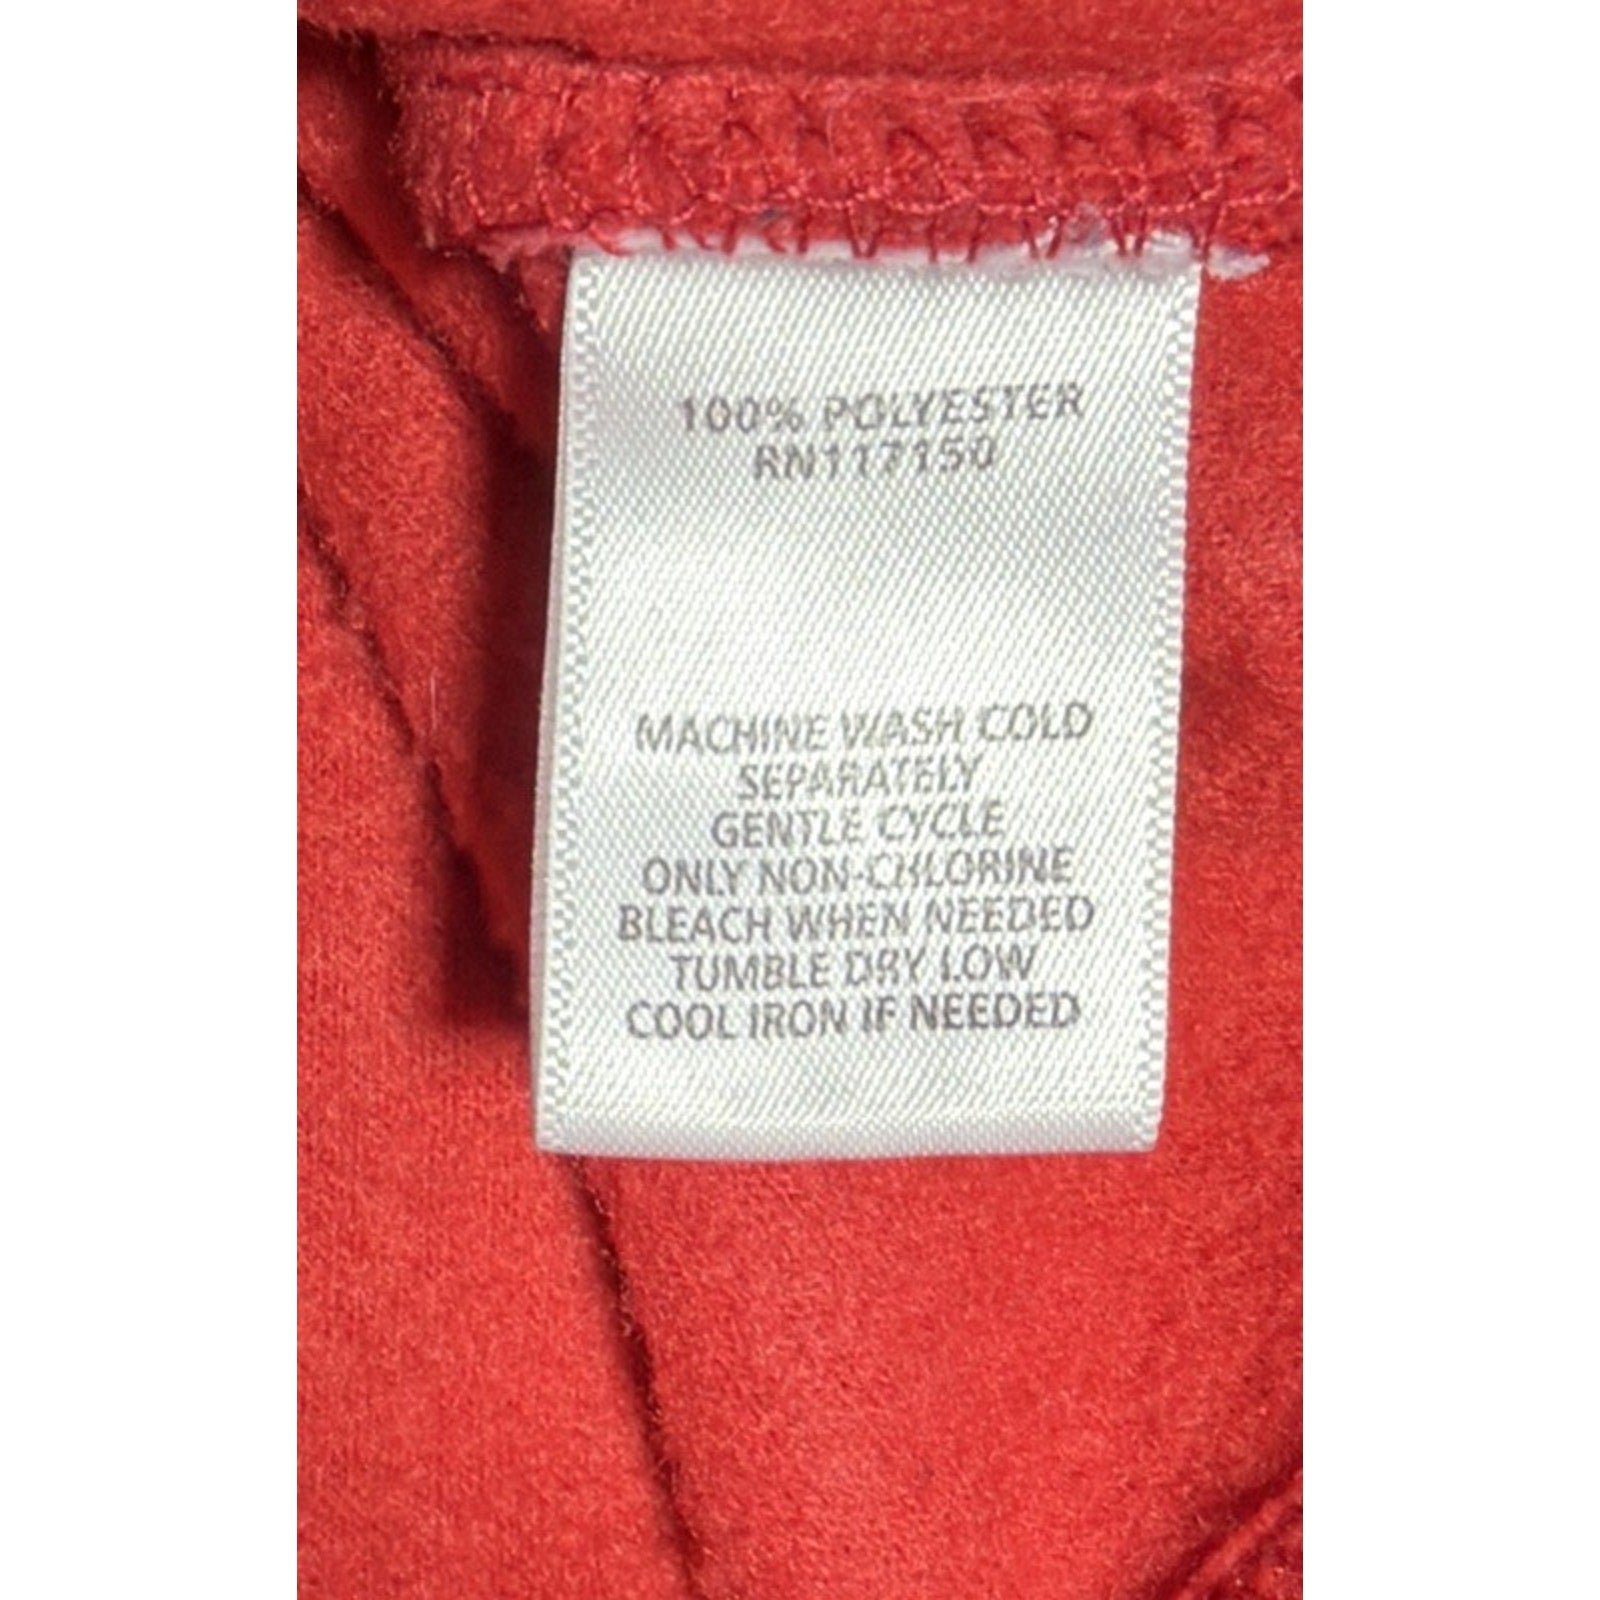 100% POLYESTER
RN117150
MACHINE WASH COLD
SEPARATELY
GENTLE CYCLE
ONLY NON-CHLORINE
BLEACH WHEN NEEDED
TUMBLE DRY LOW
COOL IRON IF NEEDED